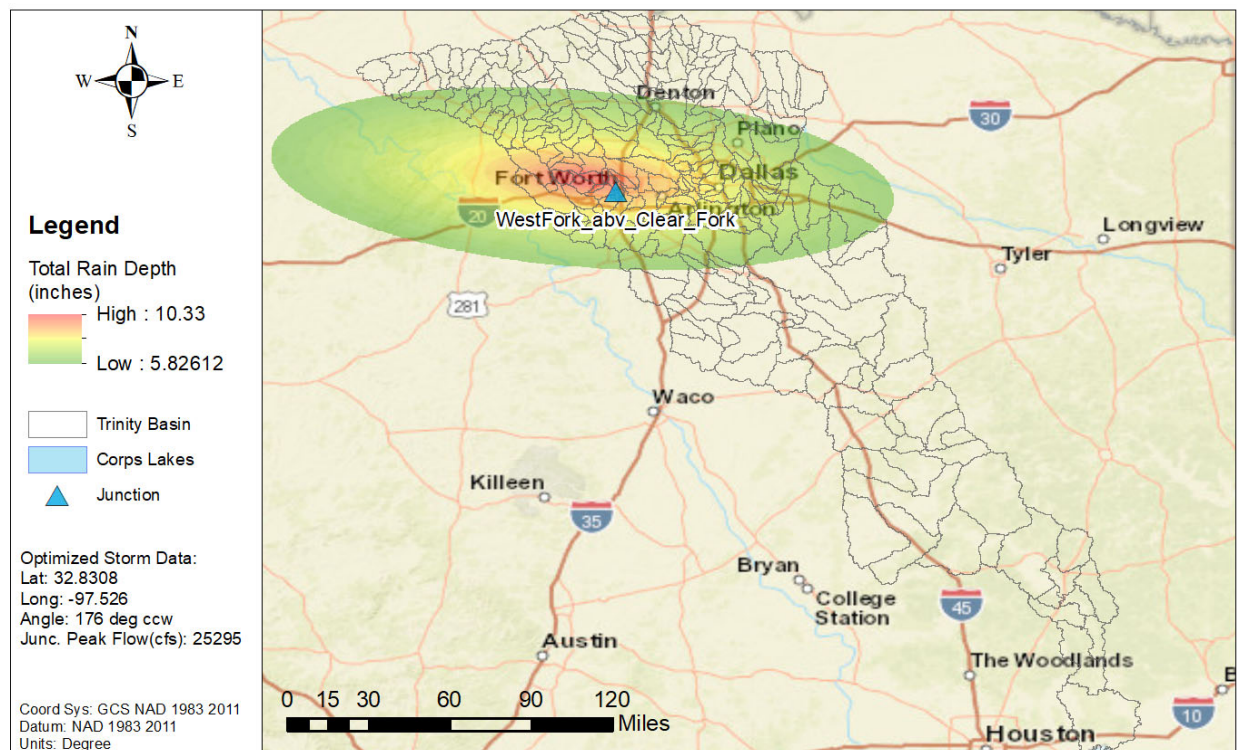 N
W
E
S
Legend
Total Rain Depth
(inches)
High : 10.33
Low : 5.82612
Trinity Basin
Corps Lakes
Junction
Optimized Storm Data:
Lat: 32.8308
Long: -97.526
Angle: 176 deg ccw
Junc. Peak Flow(cfs): 25295
Coord Sys: GCS NAD 1983 2011
Datum: NAD 1983 2011
Units: Degree
Denton
Plano
30
Fort Worth
Dallas
20
Arlington
WestFork_abv_Clear_Fork
Longview
Tyler
281
Waco
Killeen
35
Bryan
College
Station
45
Austin
The Woodlands
B
10
Houston
0 15 30 60 90 120
Miles